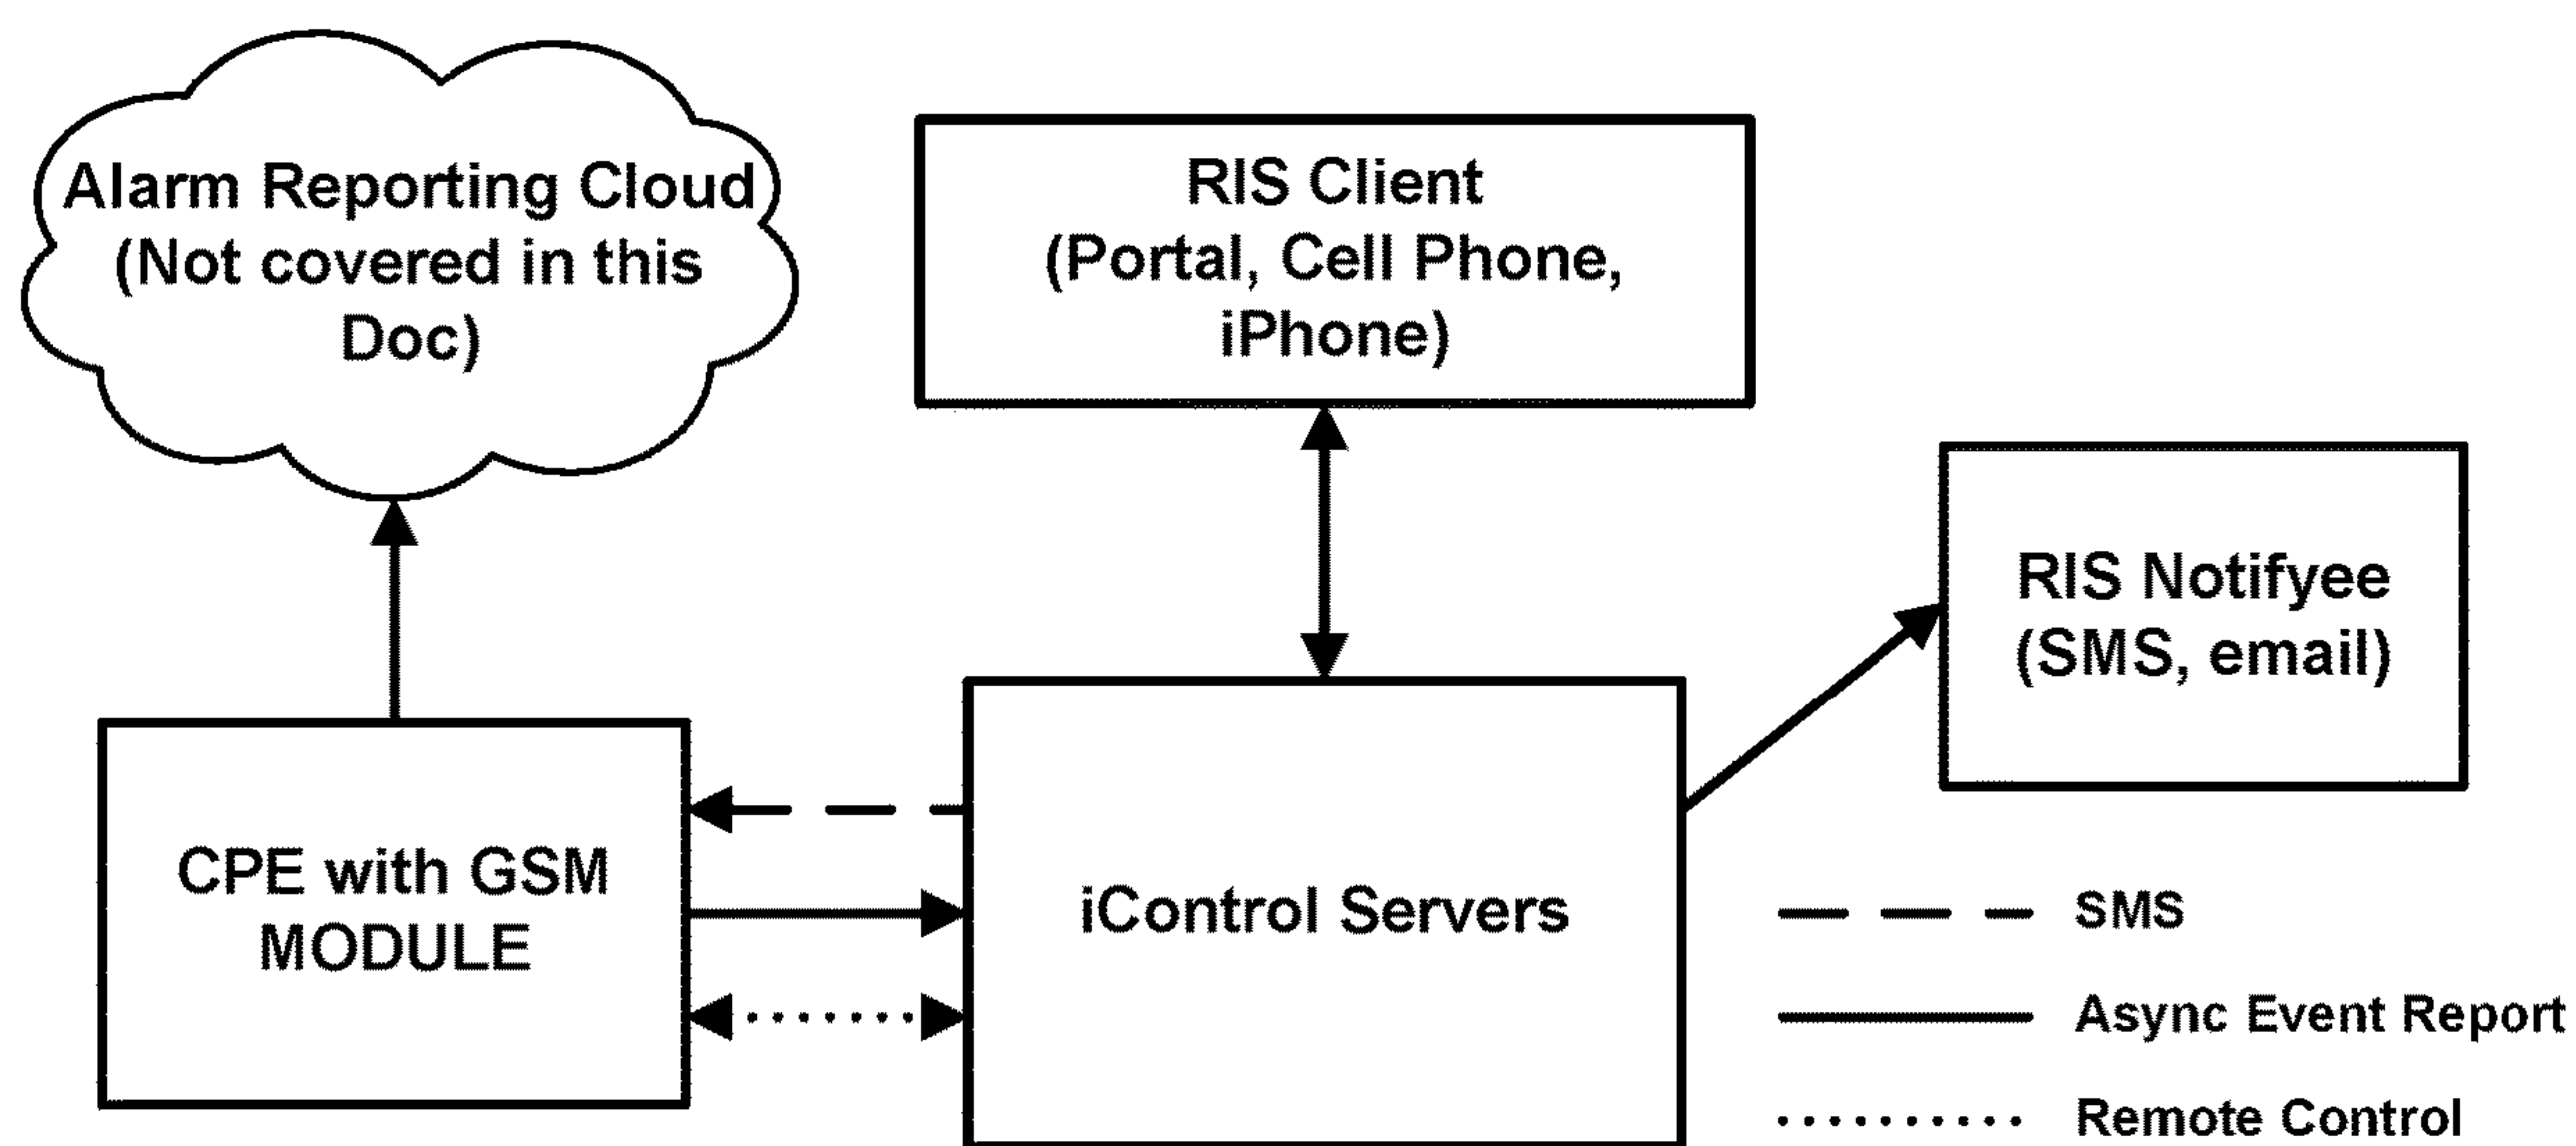 Alarm Reporting Cloud
(Not covered in this
Doc)
RIS Client
(Portal, Cell Phone,
iPhone)
RIS Notifyee
(SMS, email)
CPE with GSM
MODULE
iControl Servers
SMS
Async Event Report
Remote Control